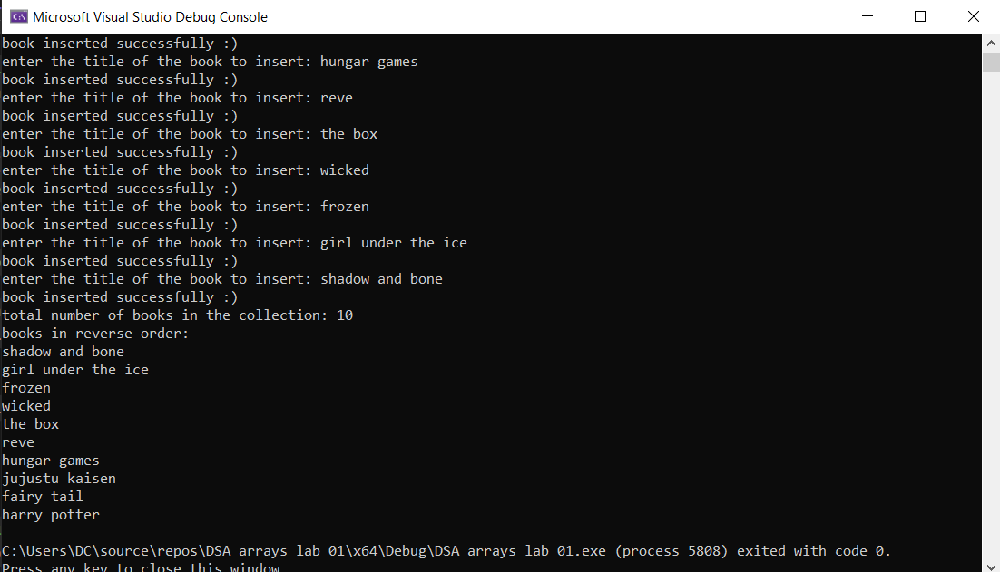 Microsoft Visual Studio Debug Console
book inserted successfully :)
enter the title of the book to insert: hungar games
book inserted successfully :)
enter the title of the book to insert: reve
book inserted successfully :)
enter the title of the book to insert: the box
book inserted successfully :)
enter the title of the book to insert: wicked
book inserted successfully :)
enter the title of the book to insert: frozen
book inserted successfully :)
enter the title of the book to insert: girl under the ice
book inserted successfully :)
enter the title of the book to insert: shadow and bone
book inserted successfully :)
total number of books in the collection: 10
books in reverse order:
shadow and bone
girl under the ice
frozen
wicked
the box
reve
hungar games
jujustu kaisen
fairy tail
harry potter
C:\Users\DC\source\repos\DSA arrays lab 01\x64\Debug\DSA arrays lab 01.exe (process 5808) exited with code 0.
Press any key to close this window